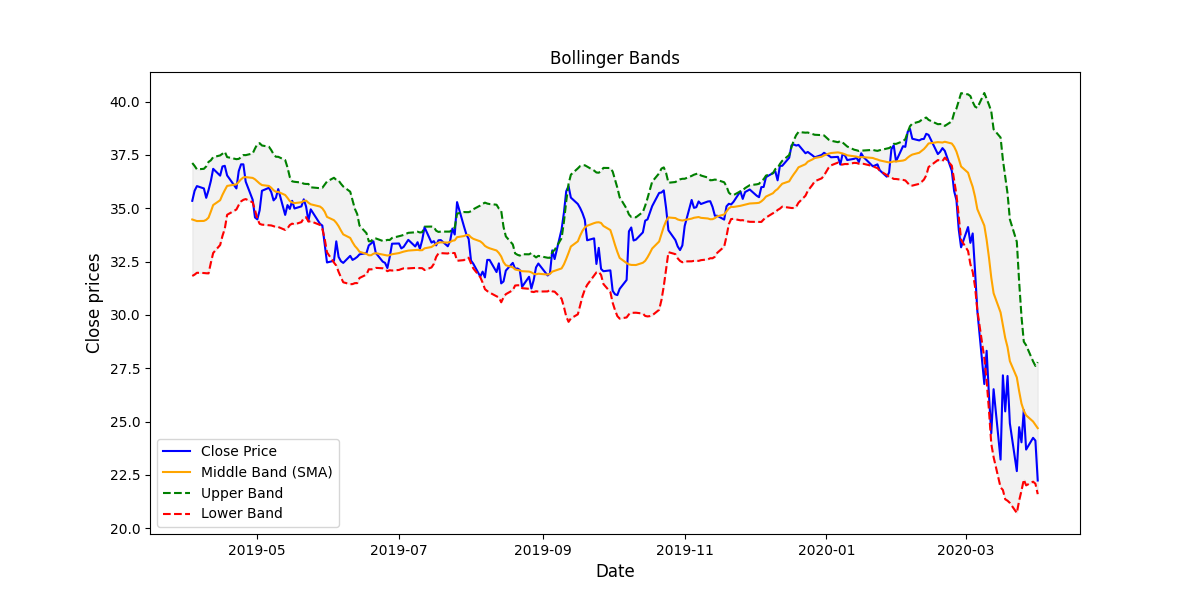 Bollinger Bands
Close prices
40.0
37.5
35.0
32.5
30.0
27.5
25.0
22.5
20.0
Close Price
Middle Band (SMA)
Upper Band
Lower Band
2019-05 2019-07 2019-09 2019-11 2020-01 2020-03
Date